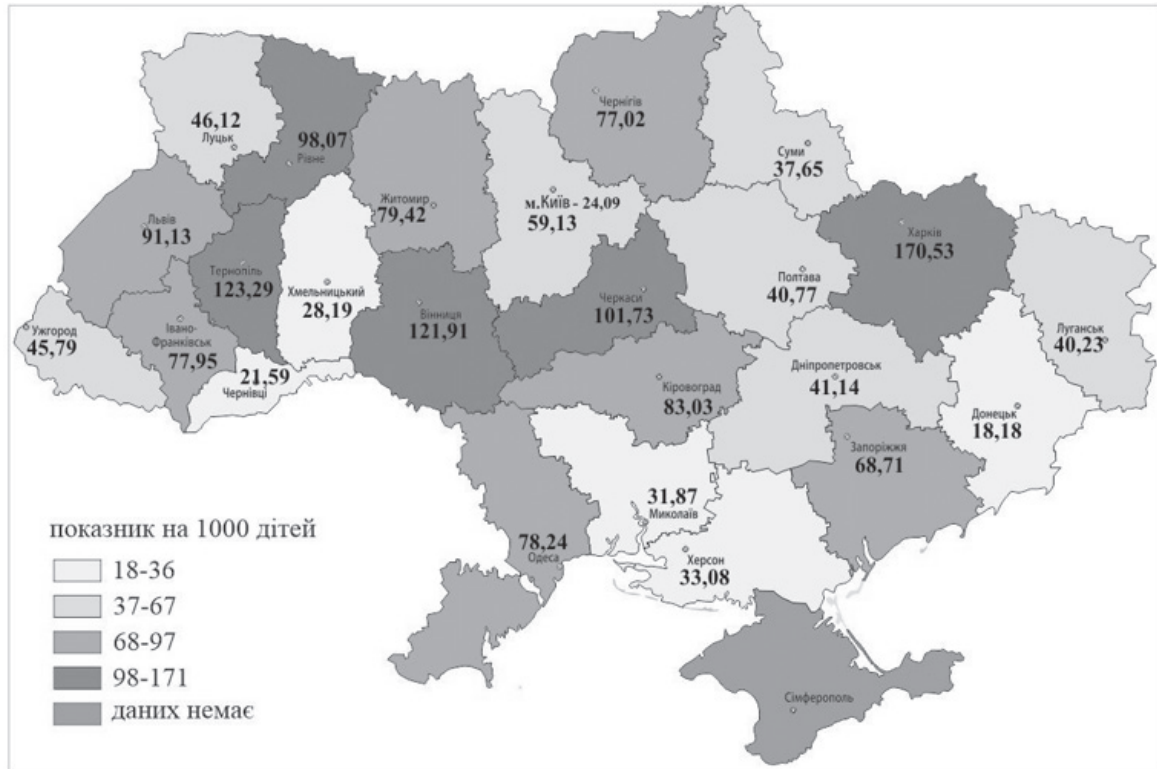 46,12
Луцьк
98,07
Рівне
Чернігів
77,02
Суми
37,65
Житомир
79,42
м.Київ - 24,09
59,13
Львів
91,13
Тернопіль
123,29
Хмельницький
28,19
Вінниця
121,91
Черкаси
101,73
Полтава
40,77
Харків
170,53
Ужгород
45,79
Івано-
Франківськ
77,95
21,59
Чернівці
Кіровоград
83,03
Дніпропетровськ
41,14
Луганськ
40,23
Донецьк
18,18
Запоріжжя
68,71
31,87
Миколаїв
78,24
Одеса
Херсон
33,08
Сімферополь
показник на 1000 дітей
18-36
37-67
68-97
98-171
даних немає